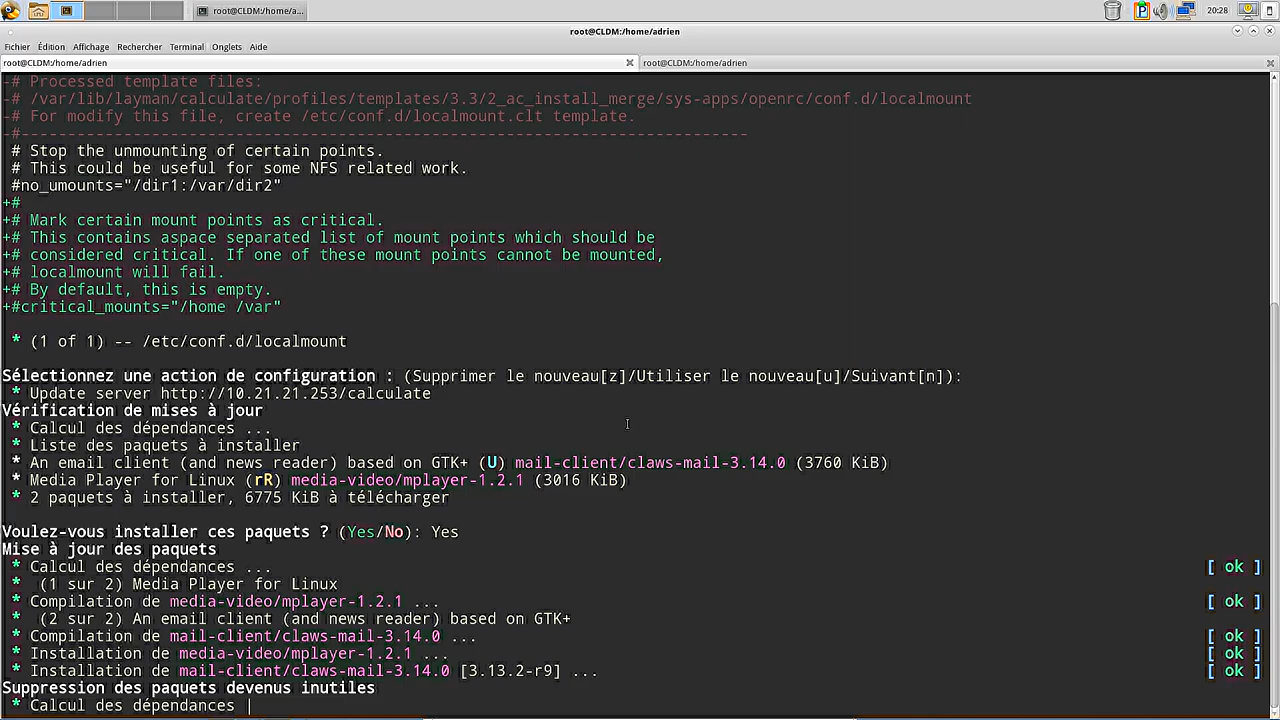 root@CLDM:/home/a...
20:28
root@CLDM:/home/adrien
Fichier Édition Affichage Rechercher Terminal Onglets Aide
root@CLDM:/home/adrien root@CLDM:/home/adrien
-# Processed template files:
-# /var/lib/layman/calculate/profiles/templates/3.3/2_ac_install_merge/sys-apps/openrc/conf.d/localmount
-# For modify this file, create /etc/conf.d/localmount.clt template.
-#------------------------------------------------------------------------------
# Stop the unmounting of certain points.
# This could be useful for some NFS related work.
#no_umounts="/dir1:/var/dir2"
+#
+# Mark certain mount points as critical.
+# This contains aspace separated list of mount points which should be
+# considered critical. If one of these mount points cannot be mounted,
+# localmount will fail.
+# By default, this is empty.
+#critical_mounts="/home /var"
* (1 of 1) -- /etc/conf.d/localmount
Sélectionnez une action de configuration : (Supprimer le nouveau[z]/Utiliser le nouveau[u]/Suivant[n]):
* Update server http://10.21.21.253/calculate
Vérification de mises à jour
* Calcul des dépendances ...
* Liste des paquets à installer
* An email client (and news reader) based on GTK+ (U) mail-client/claws-mail-3.14.0 (3760 KiB)
* Media Player for Linux (rR) media-video/mplayer-1.2.1 (3016 KiB)
* 2 paquets à installer, 6775 KiB à télécharger
Voulez-vous installer ces paquets ? (Yes/No): Yes
Mise à jour des paquets
* Calcul des dépendances ... [ ok ]
* (1 sur 2) Media Player for Linux
* Compilation de media-video/mplayer-1.2.1 ... [ ok ]
* (2 sur 2) An email client (and news reader) based on GTK+
* Compilation de mail-client/claws-mail-3.14.0 ... [ ok ]
* Installation de media-video/mplayer-1.2.1 ... [ ok ]
* Installation de mail-client/claws-mail-3.14.0 [3.13.2-r9] ... [ ok ]
Suppression des paquets devenus inutiles
* Calcul des dépendances |